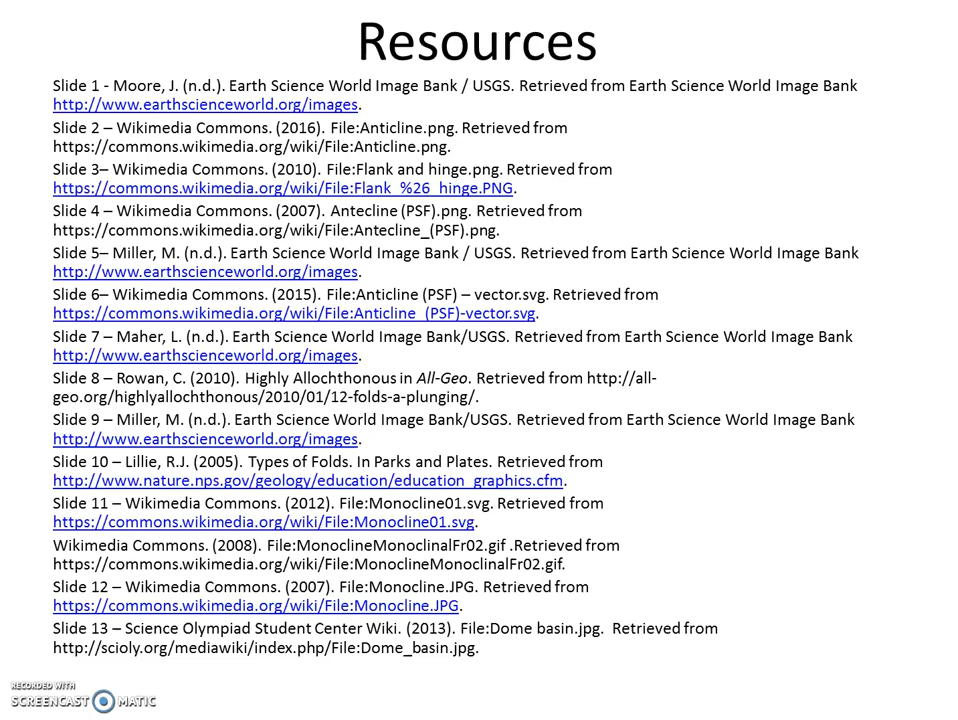 Resources
Slide 1 - Moore, J. (n.d.). Earth Science World Image Bank / USGS. Retrieved from Earth Science World Image Bank
http://www.earthscienceworld.org/images.
Slide 2 – Wikimedia Commons. (2016). File:Anticline.png. Retrieved from
https://commons.wikimedia.org/wiki/File:Anticline.png.
Slide 3– Wikimedia Commons. (2010). File:Flank and hinge.png. Retrieved from
https://commons.wikimedia.org/wiki/File:Flank_%26_hinge.PNG.
Slide 4 – Wikimedia Commons. (2007). Antecline (PSF).png. Retrieved from
https://commons.wikimedia.org/wiki/File:Antecline_(PSF).png.
Slide 5– Miller, M. (n.d.). Earth Science World Image Bank / USGS. Retrieved from Earth Science World Image Bank
http://www.earthscienceworld.org/images.
Slide 6– Wikimedia Commons. (2015). File:Anticline (PSF) – vector.svg. Retrieved from
https://commons.wikimedia.org/wiki/File:Anticline_(PSF)-vector.svg.
Slide 7 – Maher, L. (n.d.). Earth Science World Image Bank/USGS. Retrieved from Earth Science World Image Bank
http://www.earthscienceworld.org/images.
Slide 8 – Rowan, C. (2010). Highly Allochthonous in All-Geo. Retrieved from http://all-
geo.org/highlyallochthonous/2010/01/12-folds-a-plunging/.
Slide 9 – Miller, M. (n.d.). Earth Science World Image Bank/USGS. Retrieved from Earth Science World Image Bank
http://www.earthscienceworld.org/images.
Slide 10 – Lillie, R.J. (2005). Types of Folds. In Parks and Plates. Retrieved from
http://www.nature.nps.gov/geology/education/education_graphics.cfm.
Slide 11 – Wikimedia Commons. (2012). File:Monocline01.svg. Retrieved from
https://commons.wikimedia.org/wiki/File:Monocline01.svg.
Wikimedia Commons. (2008). File:MonoclineMonoclinalFr02.gif .Retrieved from
https://commons.wikimedia.org/wiki/File:MonoclineMonoclinalFr02.gif.
Slide 12 – Wikimedia Commons. (2007). File:Monocline.JPG. Retrieved from
https://commons.wikimedia.org/wiki/File:Monocline.JPG.
Slide 13 – Science Olympiad Student Center Wiki. (2013). File:Dome basin.jpg. Retrieved from
http://scioly.org/mediawiki/index.php/File:Dome_basin.jpg.
RECORDED WITH
SCREENCAST MATIC